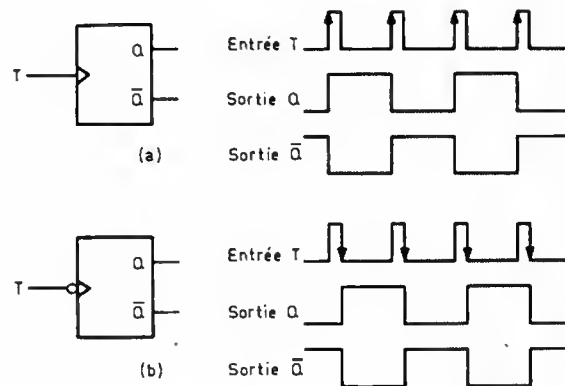 T
Q
Q̅
(a)
Entrée T
Sortie Q
Sortie Q̅
T
Q
Q̅
(b)
Entrée T
Sortie Q
Sortie Q̅